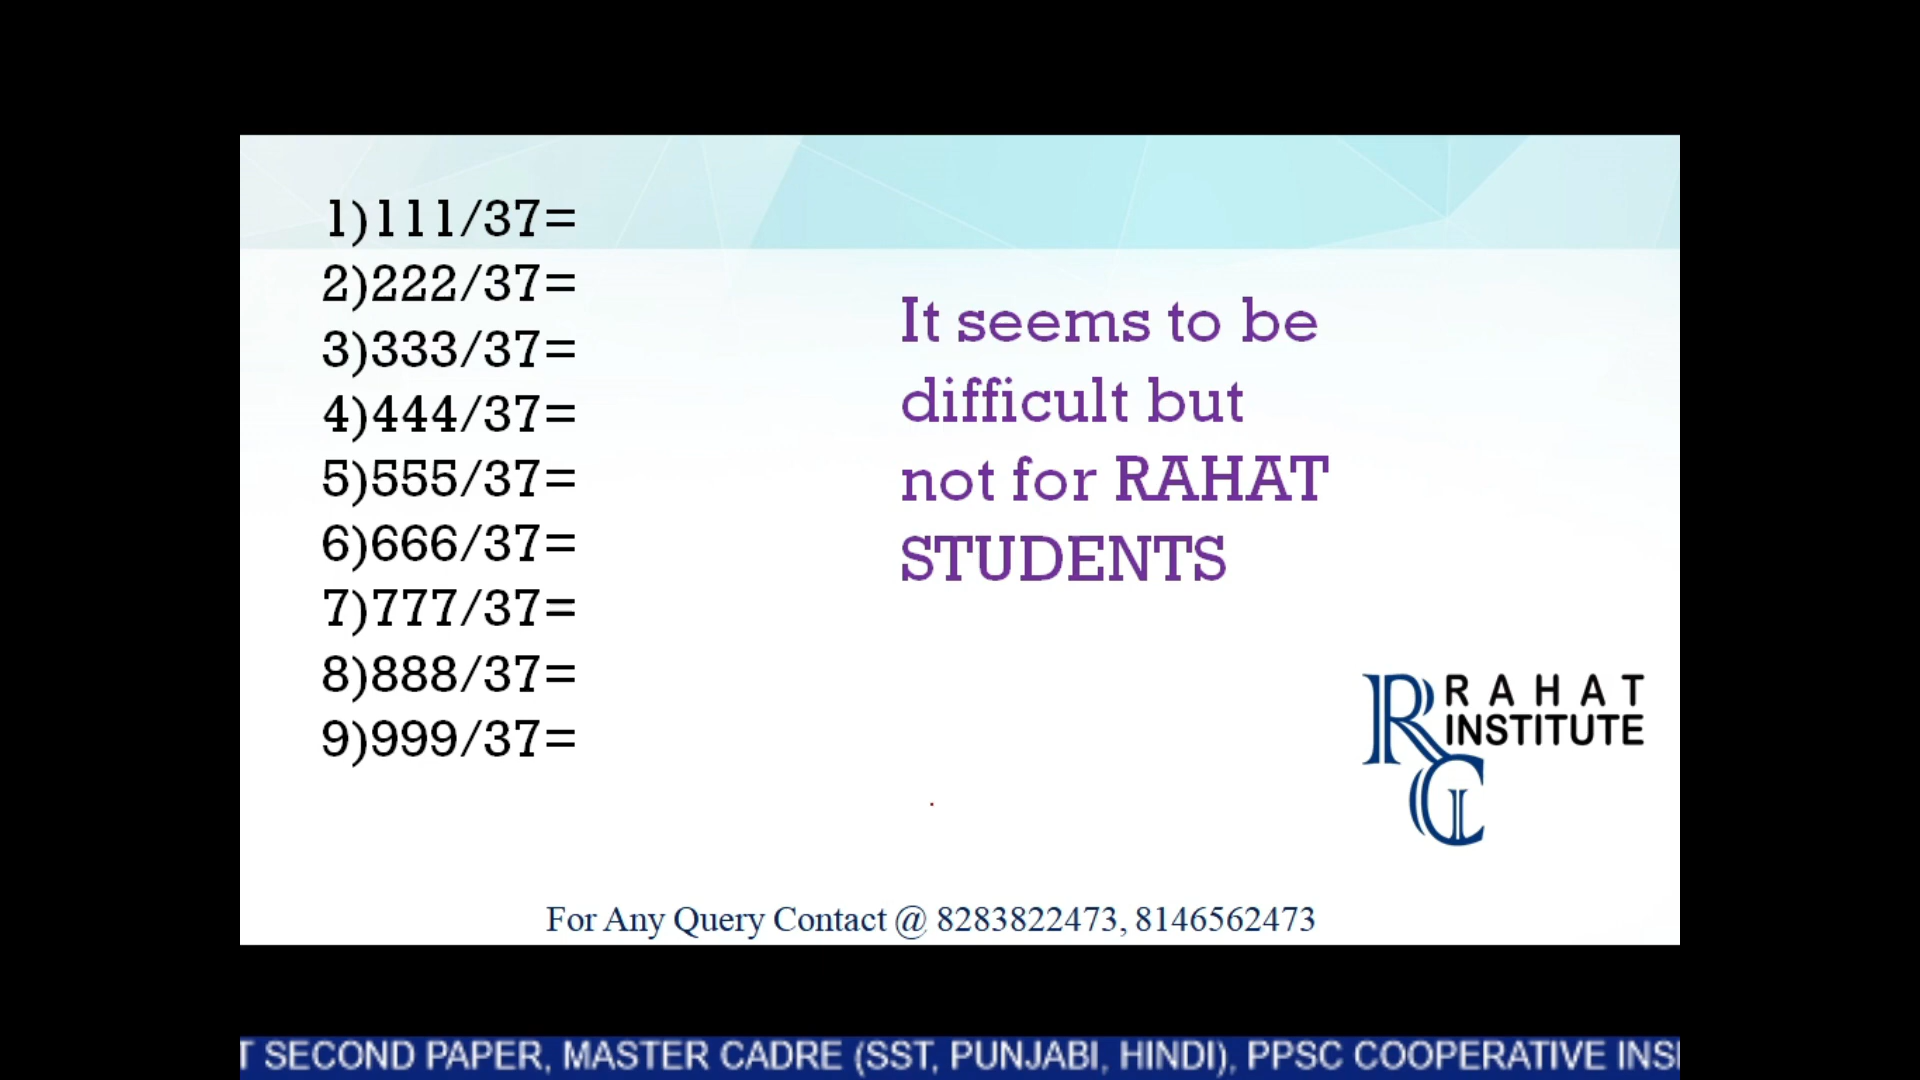 1)111/37=
2)222/37=
3)333/37=
4)444/37=
5)555/37=
6)666/37=
7)777/37=
8)888/37=
9)999/37=
It seems to be
difficult but
not for RAHAT
STUDENTS
RAHAT
INSTITUTE
For Any Query Contact @ 8283822473, 8146562473
T SECOND PAPER, MASTER CADRE (SST, PUNJABI, HINDI), PPSC COOPERATIVE INS